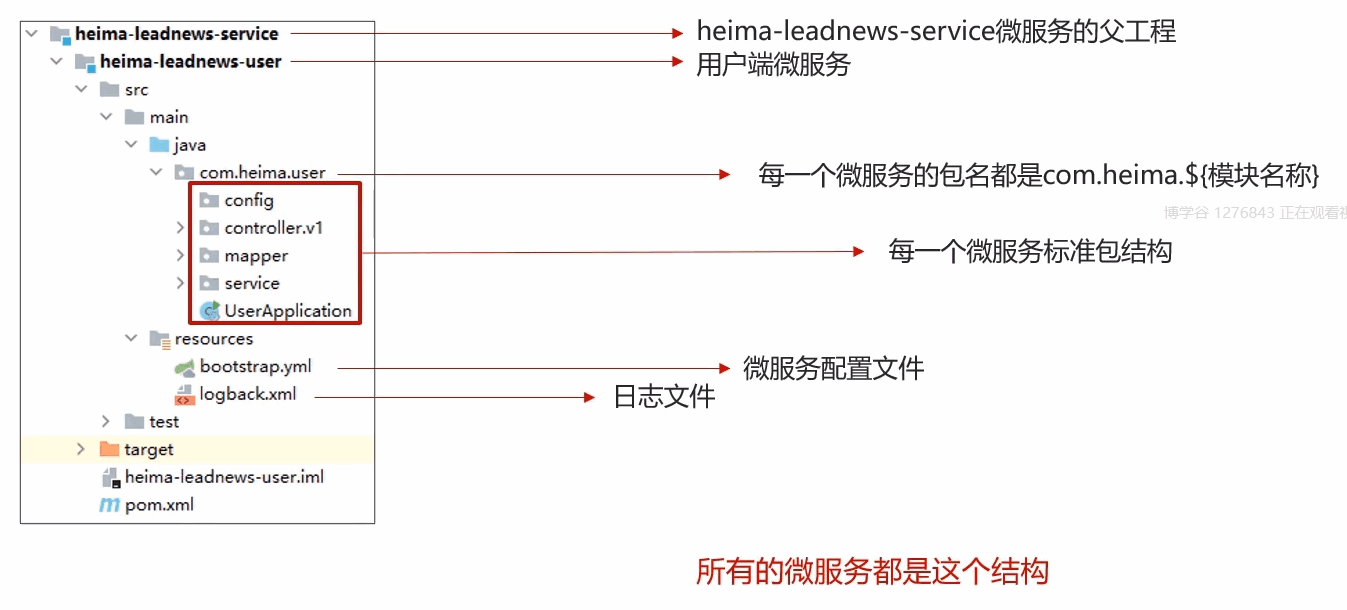 heima-leadnews-service
heima-leadnews-service微服务的父工程
heima-leadnews-user
用户端微服务
src
main
java
com.heima.user
每一个微服务的包名都是com.heima.${模块名称}
config
博学谷 1276843 正在观看视
controller.v1
mapper
每一个微服务标准包结构
service
UserApplication
resources
bootstrap.yml
微服务配置文件
logback.xml
日志文件
test
target
heima-leadnews-user.iml
pom.xml
所有的微服务都是这个结构